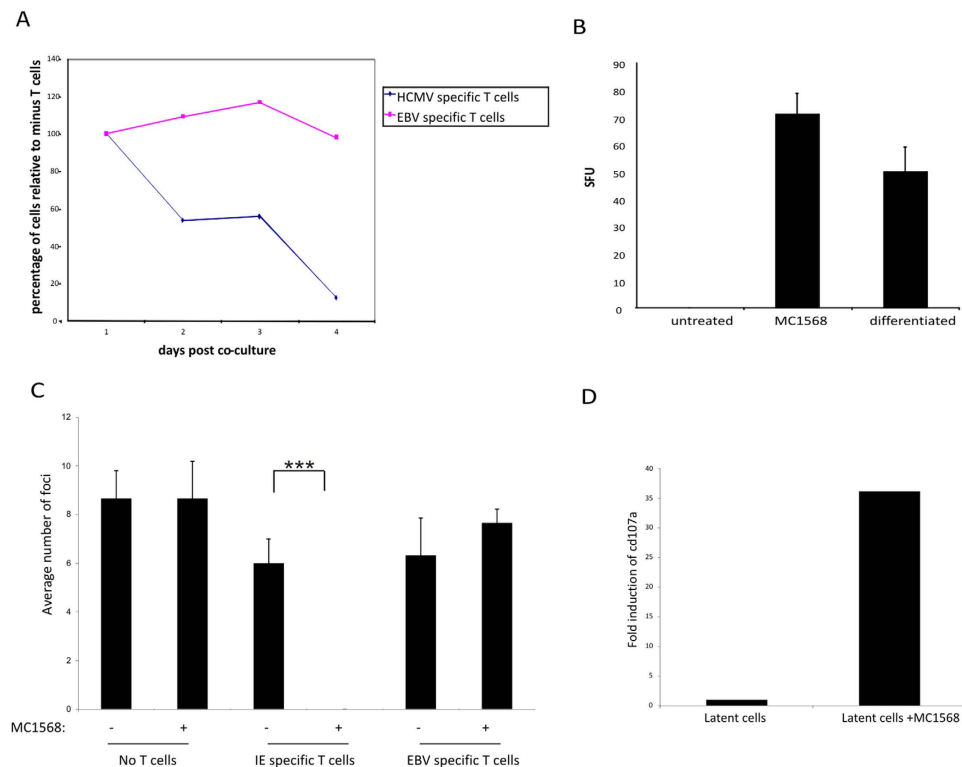 A
percentage of cells relative to minus T cells
140
120
100
80
60
40
20
0
1 2 3 4
days post co-culture
HCMV specific T cells
EBV specific T cells
B
SFU
90
80
70
60
50
40
30
20
10
0
untreated MC1568 differentiated
C
Average number of foci
12
10
8
6
4
2
0
***
MC1568: - + - + - +
No T cells IE specific T cells EBV specific T cells
D
Fold induction of cd107a
40
35
30
25
20
15
10
5
0
Latent cells Latent cells +MC1568